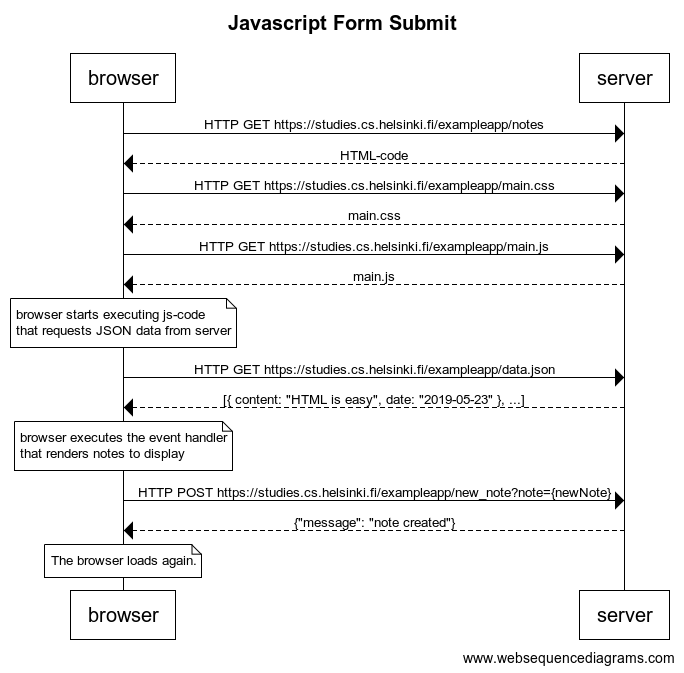 Javascript Form Submit
browser
server
HTTP GET https://studies.cs.helsinki.fi/exampleapp/notes
HTML-code
HTTP GET https://studies.cs.helsinki.fi/exampleapp/main.css
main.css
HTTP GET https://studies.cs.helsinki.fi/exampleapp/main.js
main.js
browser starts executing js-code
that requests JSON data from server
HTTP GET https://studies.cs.helsinki.fi/exampleapp/data.json
[{ content: "HTML is easy", date: "2019-05-23" }, ...]
browser executes the event handler
that renders notes to display
HTTP POST https://studies.cs.helsinki.fi/exampleapp/new_note?note={newNote}
{"message": "note created"}
The browser loads again.
browser
server
www.websequencediagrams.com